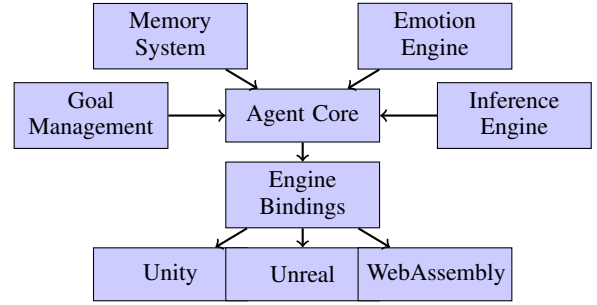 Memory
System
Emotion
Engine
Goal
Management
Agent Core
Inference
Engine
Engine
Bindings
Unity
Unreal
WebAssembly